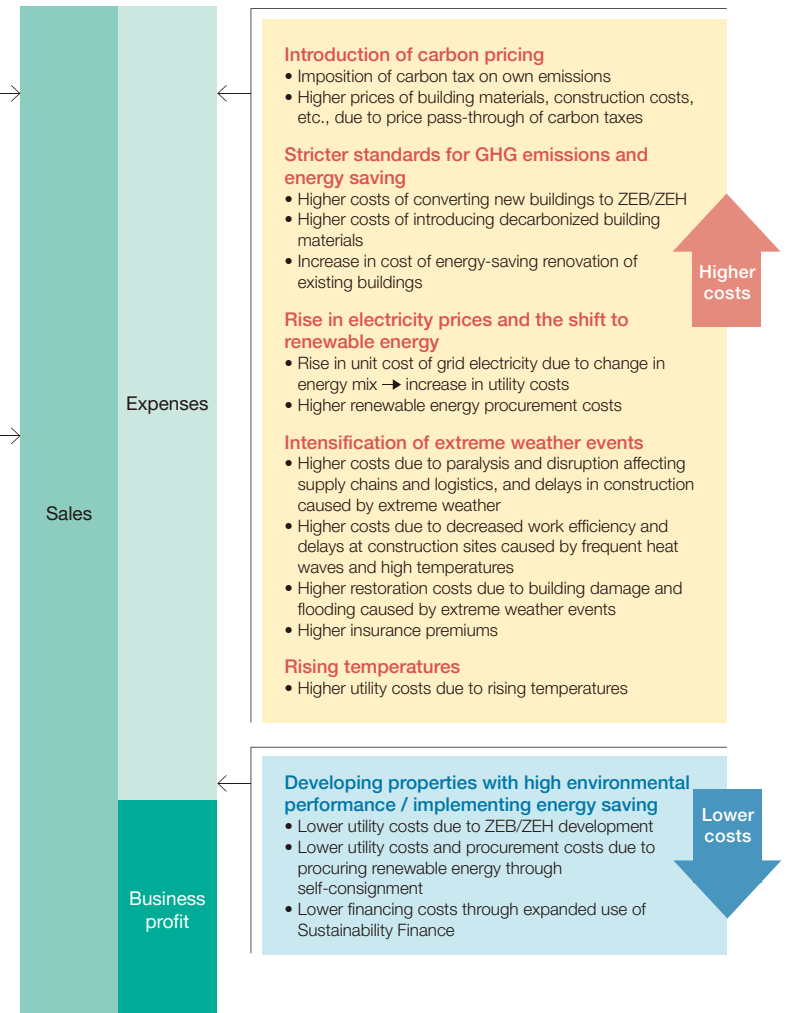 Sales
Expenses
Business
profit
Introduction of carbon pricing
• Imposition of carbon tax on own emissions
• Higher prices of building materials, construction costs,
etc., due to price pass-through of carbon taxes
Stricter standards for GHG emissions and
energy saving
• Higher costs of converting new buildings to ZEB/ZEH
• Higher costs of introducing decarbonized building
materials
• Increase in cost of energy-saving renovation of
existing buildings
Rise in electricity prices and the shift to
renewable energy
• Rise in unit cost of grid electricity due to change in
energy mix → increase in utility costs
• Higher renewable energy procurement costs
Intensification of extreme weather events
• Higher costs due to paralysis and disruption affecting
supply chains and logistics, and delays in construction
caused by extreme weather
• Higher costs due to decreased work efficiency and
delays at construction sites caused by frequent heat
waves and high temperatures
• Higher restoration costs due to building damage and
flooding caused by extreme weather events
• Higher insurance premiums
Rising temperatures
• Higher utility costs due to rising temperatures
Higher
costs
Developing properties with high environmental
performance / implementing energy saving
• Lower utility costs due to ZEB/ZEH development
• Lower utility costs and procurement costs due to
procuring renewable energy through
self-consignment
• Lower financing costs through expanded use of
Sustainability Finance
Lower
costs